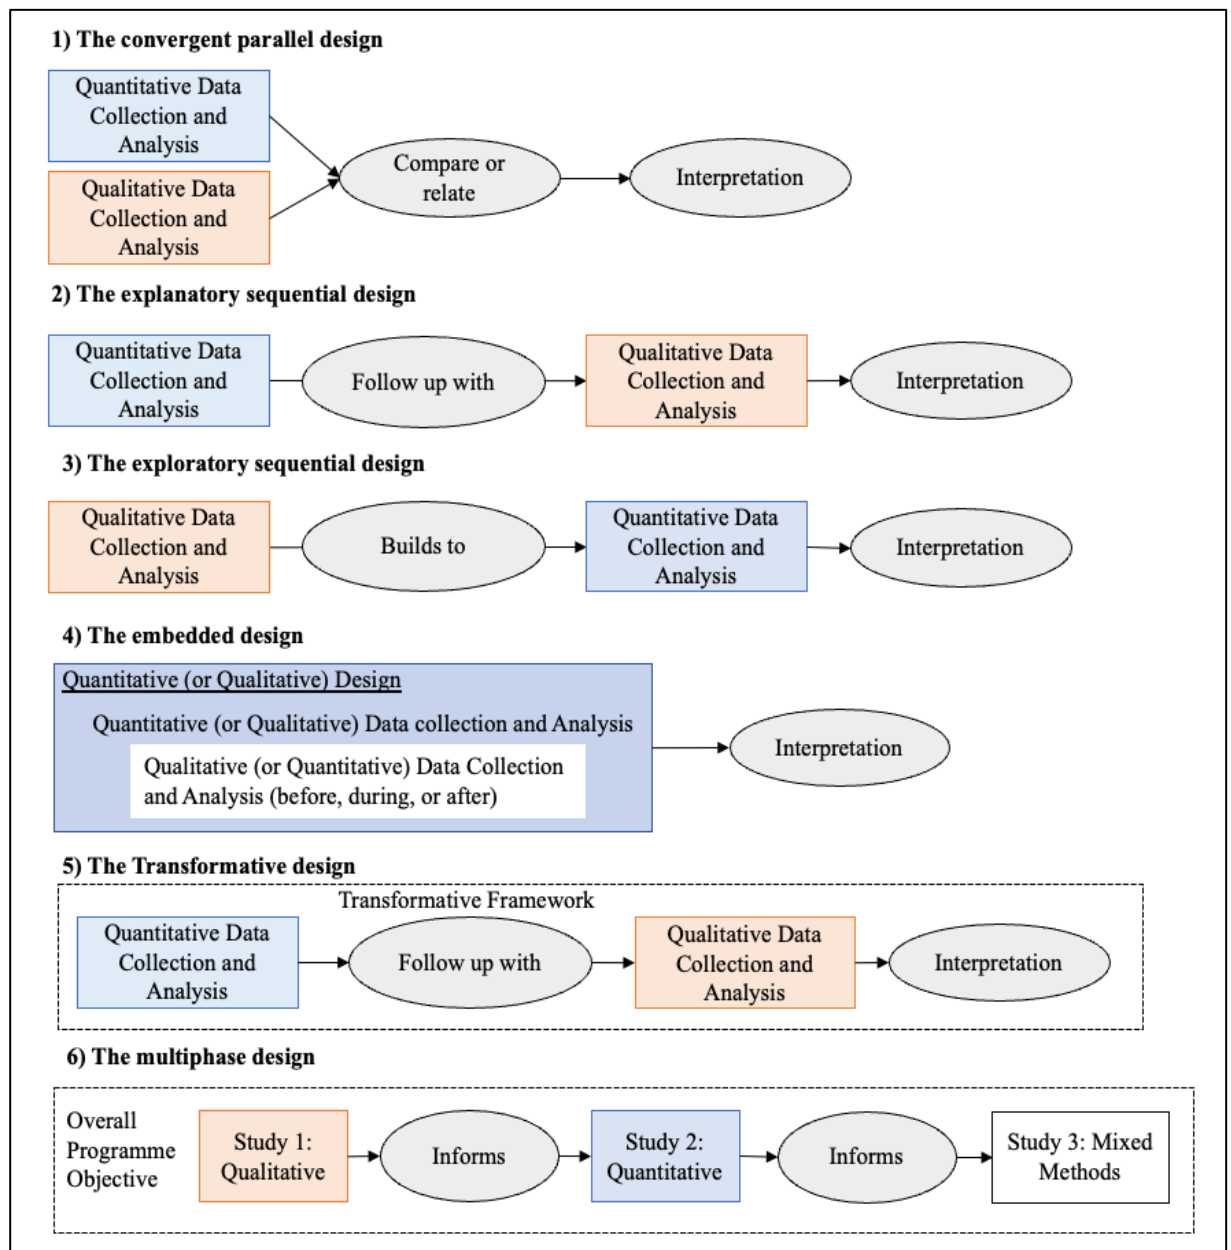 1) The convergent parallel design
Quantitative Data
Collection and
Analysis
Qualitative Data
Collection and
Analysis
Compare or
relate
Interpretation
2) The explanatory sequential design
Quantitative Data
Collection and
Analysis
Follow up with
Qualitative Data
Collection and
Analysis
Interpretation
3) The exploratory sequential design
Qualitative Data
Collection and
Analysis
Builds to
Quantitative Data
Collection and
Analysis
Interpretation
4) The embedded design
Quantitative (or Qualitative) Design
Quantitative (or Qualitative) Data collection and Analysis
Qualitative (or Quantitative) Data Collection
and Analysis (before, during, or after)
Interpretation
5) The Transformative design
Transformative Framework
Quantitative Data
Collection and
Analysis
Follow up with
Qualitative Data
Collection and
Analysis
Interpretation
6) The multiphase design
Overall
Programme
Objective
Study 1:
Qualitative
Informs
Study 2:
Quantitative
Informs
Study 3: Mixed
Methods